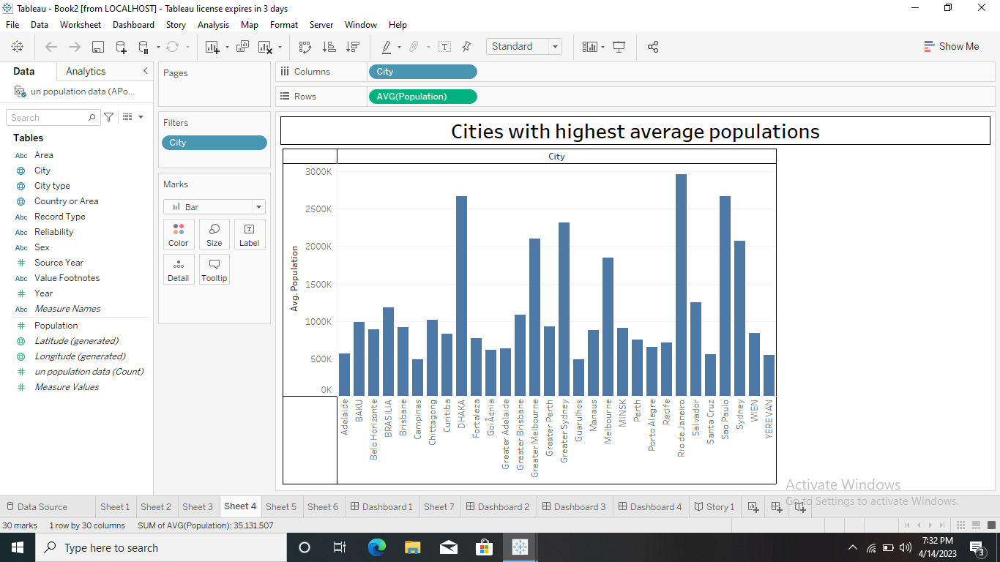 Tableau - Book2 [from LOCALHOST] - Tableau license expires in 3 days
File Data Worksheet Dashboard Story Analysis Map Format Server Window Help
Standard
Show Me
Data Analytics
un population data (APo...
Search
Tables
Abc Area
City
City type
Country or Area
Abc Record Type
Abc Reliability
Abc Sex
Source Year
Abc Value Footnotes
Year
Abc Measure Names
Population
Latitude (generated)
Longitude (generated)
un population data (Count)
Measure Values
Pages
Filters
City
Marks
Bar
Color Size Label
Detail Tooltip
Columns City
Rows AVG(Population)
Cities with highest average populations
City
Avg. Population
3000K
2500K
2000K
1500K
1000K
500K
0K
Adelaide
BAKU
Belo Horizonte
BRASILIA
Brisbane
Campinas
Chittagong
Curitiba
DHAKA
Fortaleza
GoiÃ¢nia
Greater Adelaide
Greater Brisbane
Greater Melbourne
Greater Perth
Greater Sydney
Guarulhos
Manaus
Melbourne
MINSK
Perth
Porto Alegre
Recife
Rio de Janeiro
Salvador
Santa Cruz
Sao Paulo
Sydney
WIEN
YEREVAN
Activate Windows
Go to Settings to activate Windows.
Data Source Sheet 1 Sheet 2 Sheet 3 Sheet 4 Sheet 5 Sheet 6 Dashboard 1 Sheet 7 Dashboard 2 Dashboard 3 Dashboard 4 Story 1
30 marks 1 row by 30 columns SUM of AVG(Population): 35,131,507
Type here to search
7:32 PM
4/14/2023
3